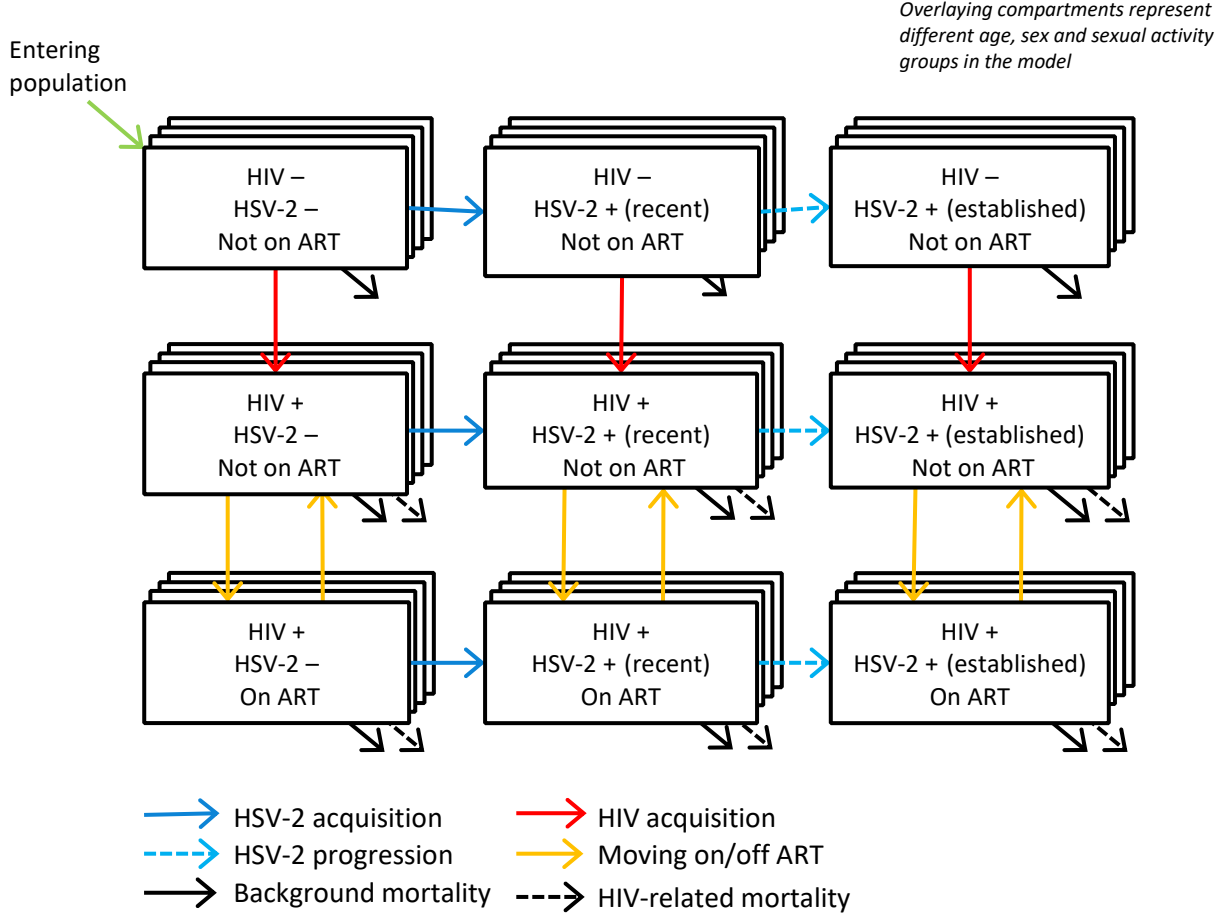 Overlaying compartments represent
different age, sex and sexual activity
groups in the model
Entering
population
HIV –
HSV-2 –
Not on ART
HIV –
HSV-2 + (recent)
Not on ART
HIV –
HSV-2 + (established)
Not on ART
HIV +
HSV-2 –
Not on ART
HIV +
HSV-2 + (recent)
Not on ART
HIV +
HSV-2 + (established)
Not on ART
HIV +
HSV-2 –
On ART
HIV +
HSV-2 + (recent)
On ART
HIV +
HSV-2 + (established)
On ART
HSV-2 acquisition
HIV acquisition
HSV-2 progression
Moving on/off ART
Background mortality
HIV-related mortality